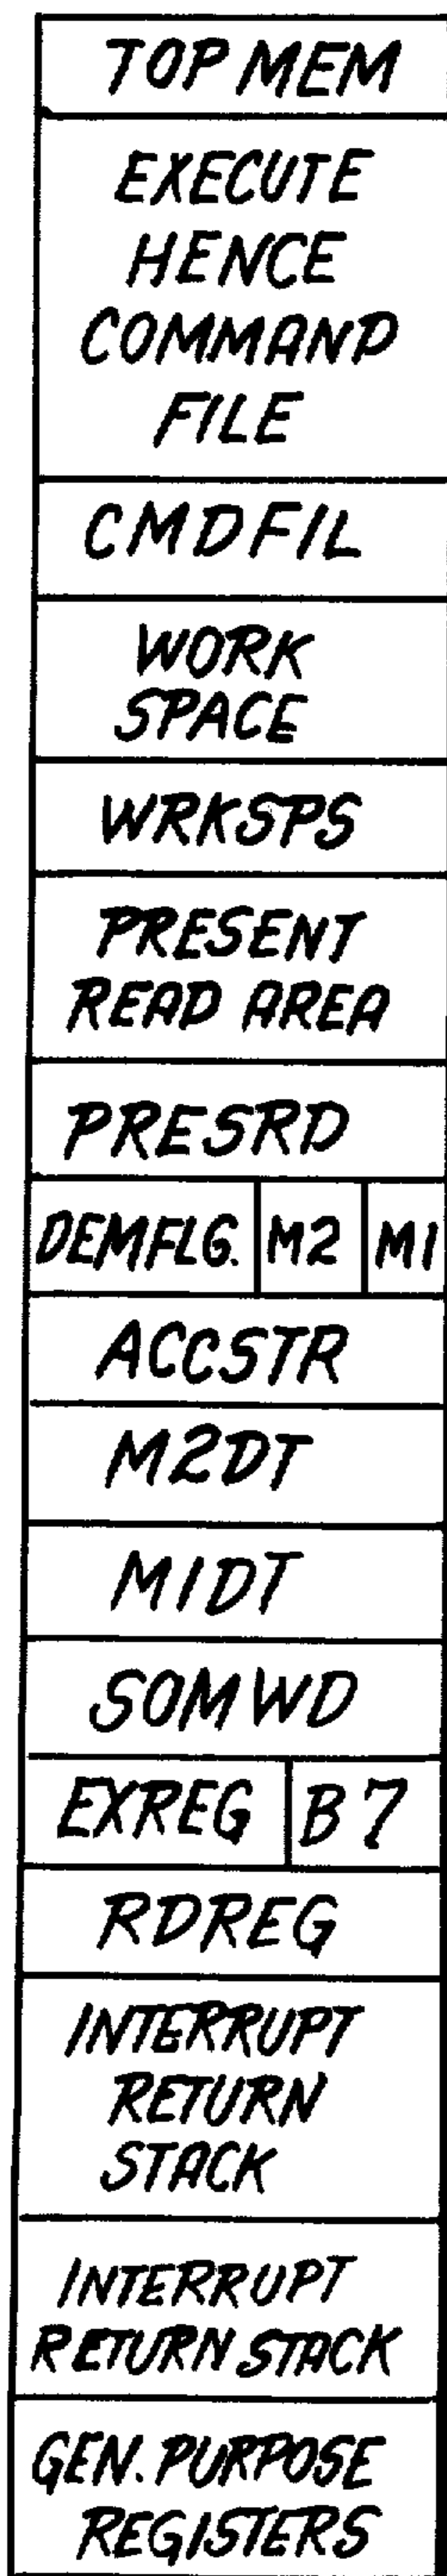 TOP MEM
EXECUTE
HENCE
COMMAND
FILE
CMDFIL
WORK
SPACE
WRKSPS
PRESENT
READ AREA
PRESRD
DEMFLG. M2 M1
ACCSTR
M2DT
M1DT
SOMWD
EXREG B7
RDREG
INTERRUPT
RETURN
STACK
INTERRUPT
RETURN STACK
GEN. PURPOSE
REGISTERS